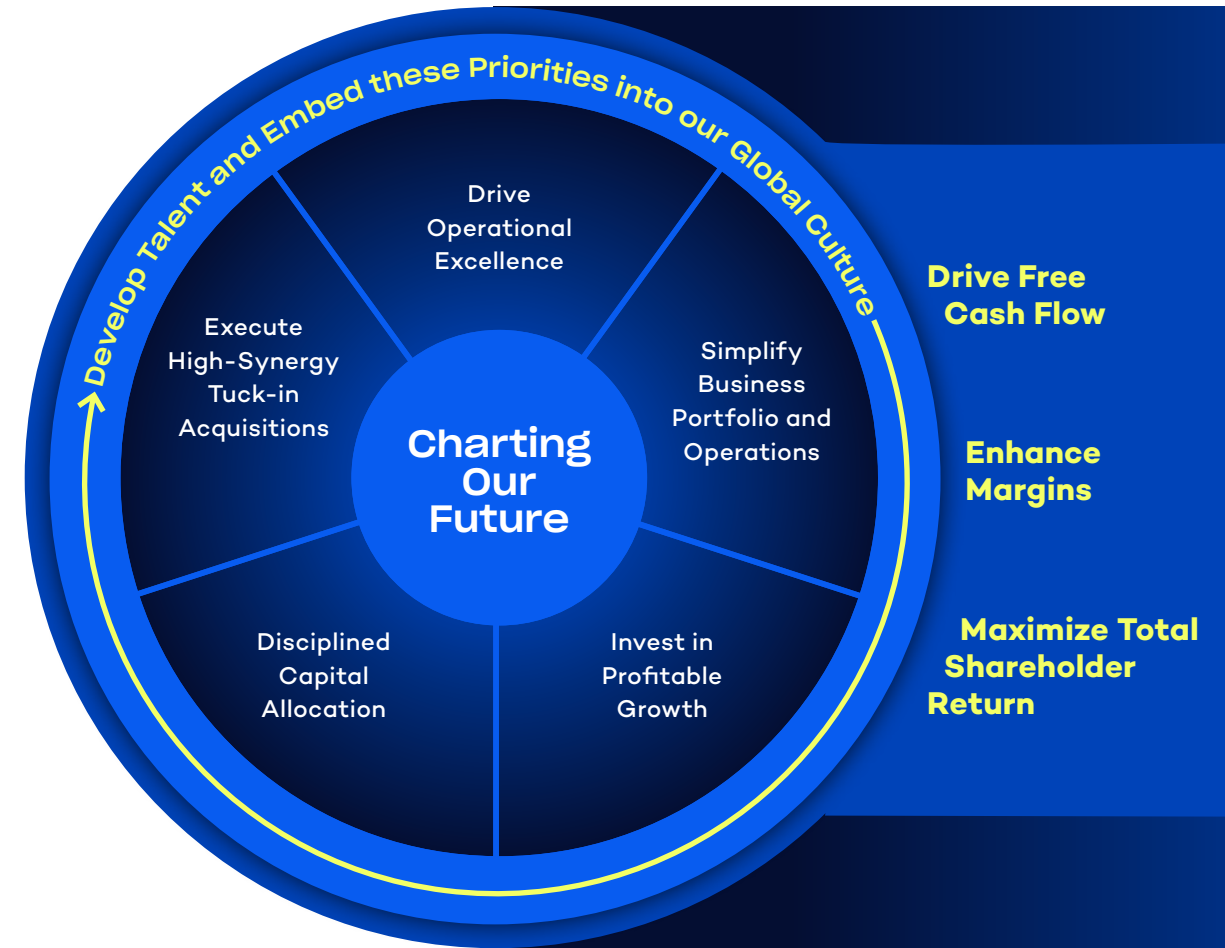 Develop Talent and Embed these Priorities into our Global Culture
Drive
Operational
Excellence
Simplify
Business
Portfolio and
Operations
Invest in
Profitable
Growth
Disciplined
Capital
Allocation
Execute
High-Synergy
Tuck-in
Acquisitions
Charting
Our
Future
Drive Free
Cash Flow
Enhance
Margins
Maximize Total
Shareholder
Return